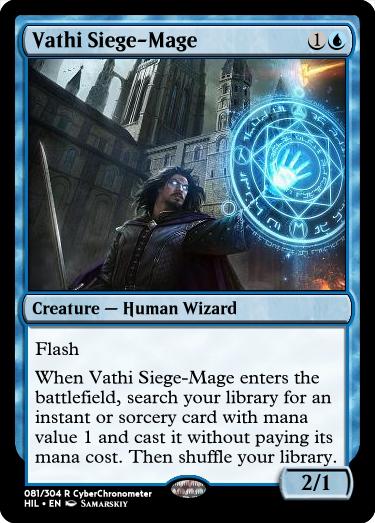 Vathi Siege-Mage 1
Creature — Human Wizard
Flash
When Vathi Siege-Mage enters the
battlefield, search your library for an
instant or sorcery card with mana
value 1 and cast it without paying its
mana cost. Then shuffle your library.
2/1
081/304 R CyberChronometer
HIL • EN Samarskiy